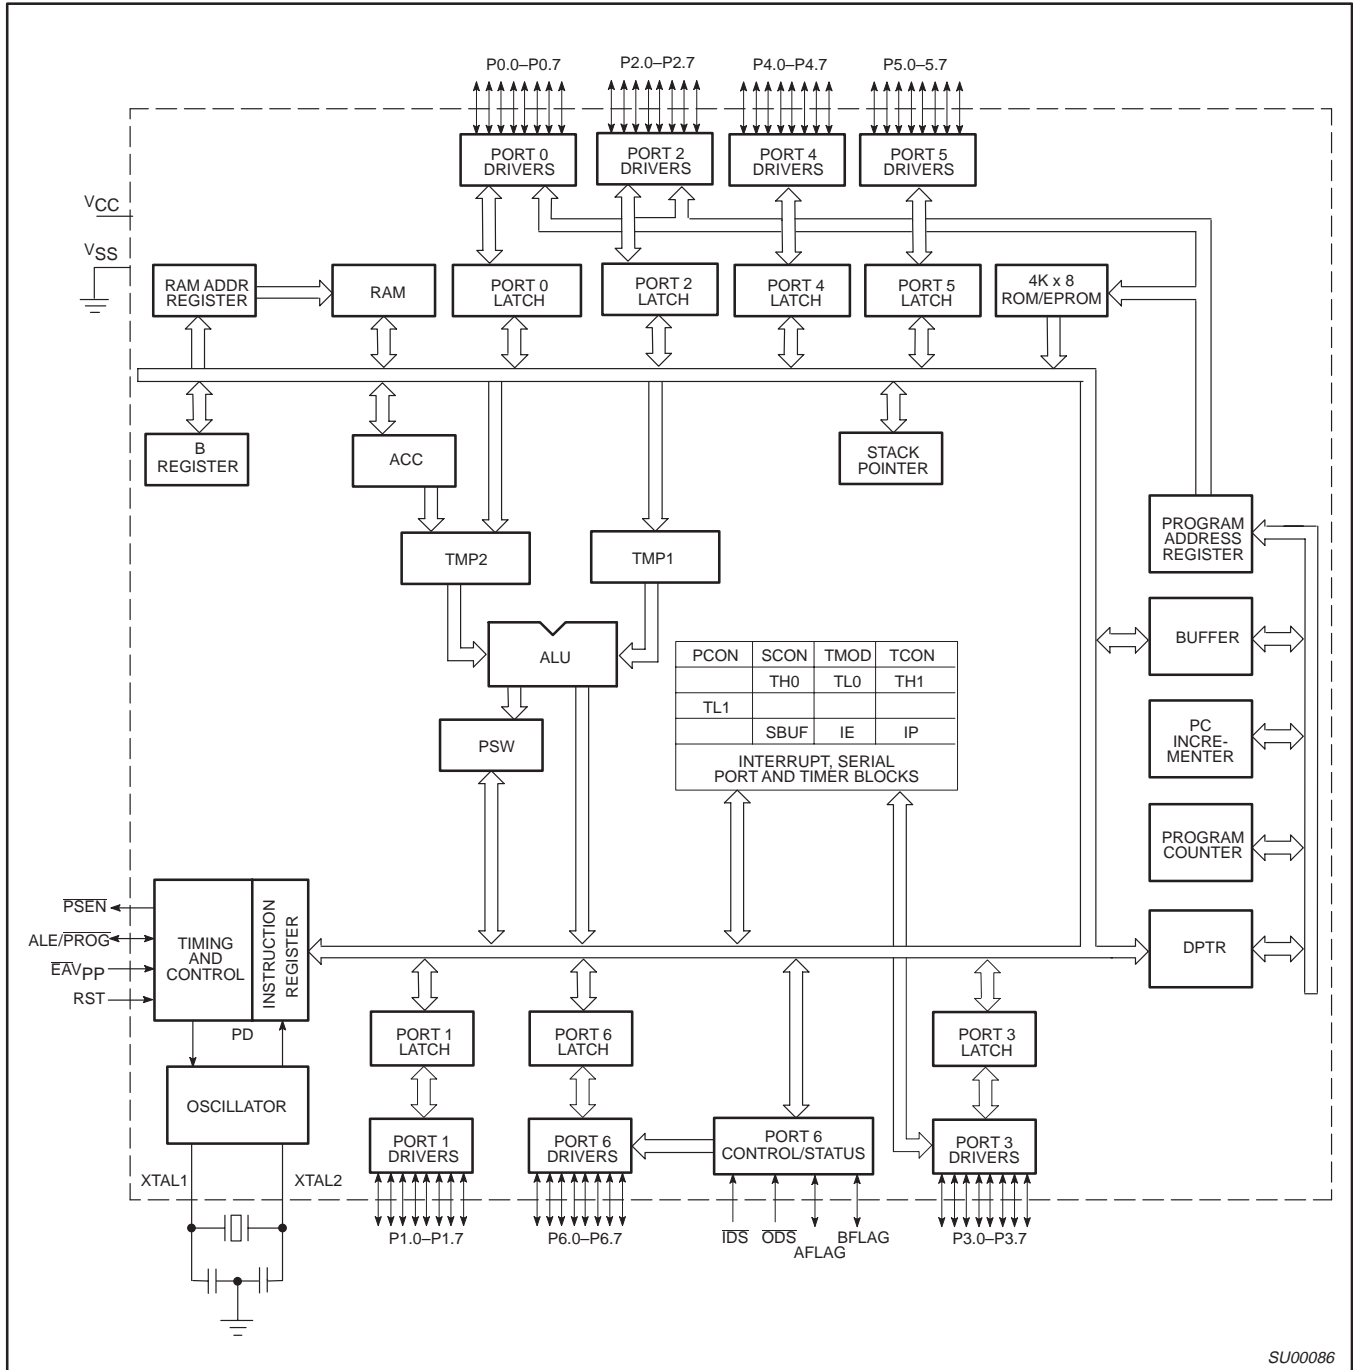 P0.0–P0.7 P2.0–P2.7 P4.0–P4.7 P5.0–5.7
PORT 0
DRIVERS
PORT 2
DRIVERS
PORT 4
DRIVERS
PORT 5
DRIVERS
VCC
VSS
RAM ADDR
REGISTER
RAM
PORT 0
LATCH
PORT 2
LATCH
PORT 4
LATCH
PORT 5
LATCH
4K x 8
ROM/EPROM
B
REGISTER
ACC
STACK
POINTER
TMP2
TMP1
PROGRAM
ADDRESS
REGISTER
ALU
BUFFER
PCON SCON TMOD TCON
TH0 TL0 TH1
TL1
SBUF IE IP
INTERRUPT, SERIAL
PORT AND TIMER BLOCKS
PSW
PC
INCRE-
MENTER
PROGRAM
COUNTER
PSEN
ALE/PROG
EAVPP
RST
TIMING
AND
CONTROL
INSTRUCTION
REGISTER
DPTR
PD
PORT 1
LATCH
PORT 6
LATCH
PORT 3
LATCH
OSCILLATOR
PORT 1
DRIVERS
PORT 6
DRIVERS
PORT 6
CONTROL/STATUS
PORT 3
DRIVERS
XTAL1 XTAL2
P1.0–P1.7 P6.0–P6.7 IDS ODS BFLAG P3.0–P3.7
AFLAG
SU00086